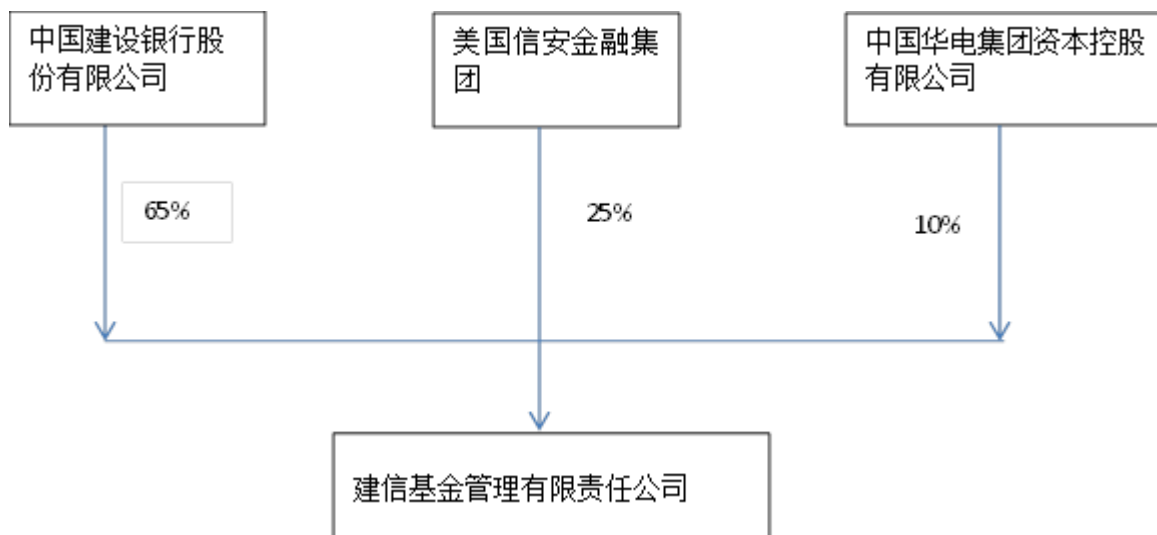 中国建设银行股
份有限公司
美国信安金融集
团
中国华电集团资本控股
有限公司
65%
25%
10%
建信基金管理有限责任公司